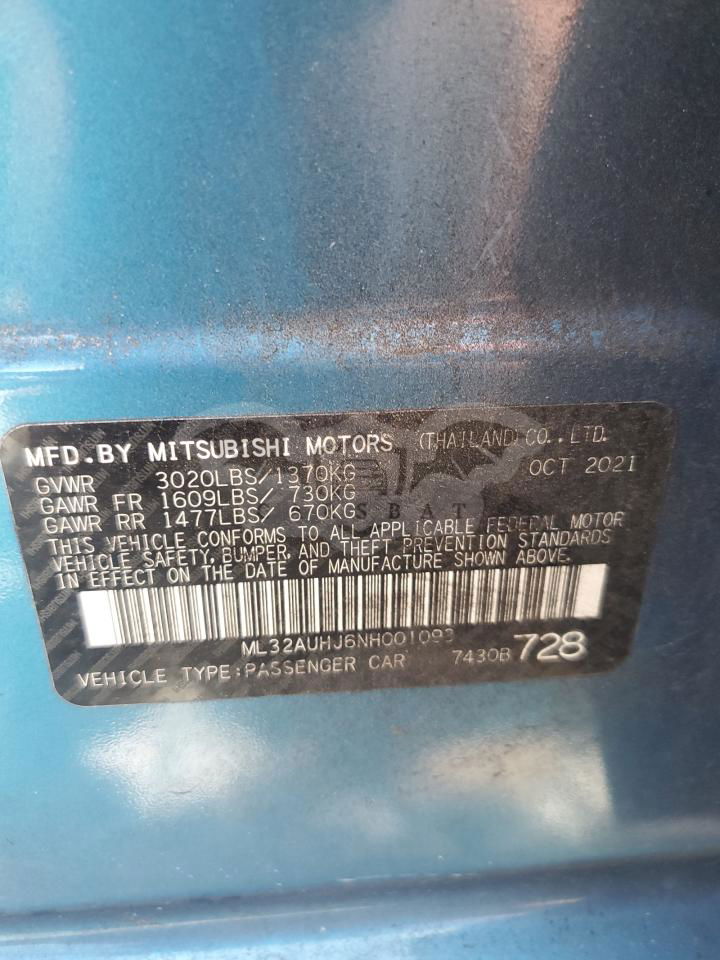 MFD.BY MITSUBISHI MOTORS (THAILAND)CO.,LTD.
GVWR 3020LBS/1370KG OCT 2021
GAWR FR 1609LBS/ 730KG
GAWR RR 1477LBS/ 670KG
SBAT
THIS VEHICLE CONFORMS TO ALL APPLICABLE FEDERAL MOTOR
VEHICLE SAFETY, BUMPER, AND THEFT PREVENTION STANDARDS
IN EFFECT ON THE DATE OF MANUFACTURE SHOWN ABOVE.
ML32AUHJ6NH001093
VEHICLE TYPE:PASSENGER CAR 7430B 728